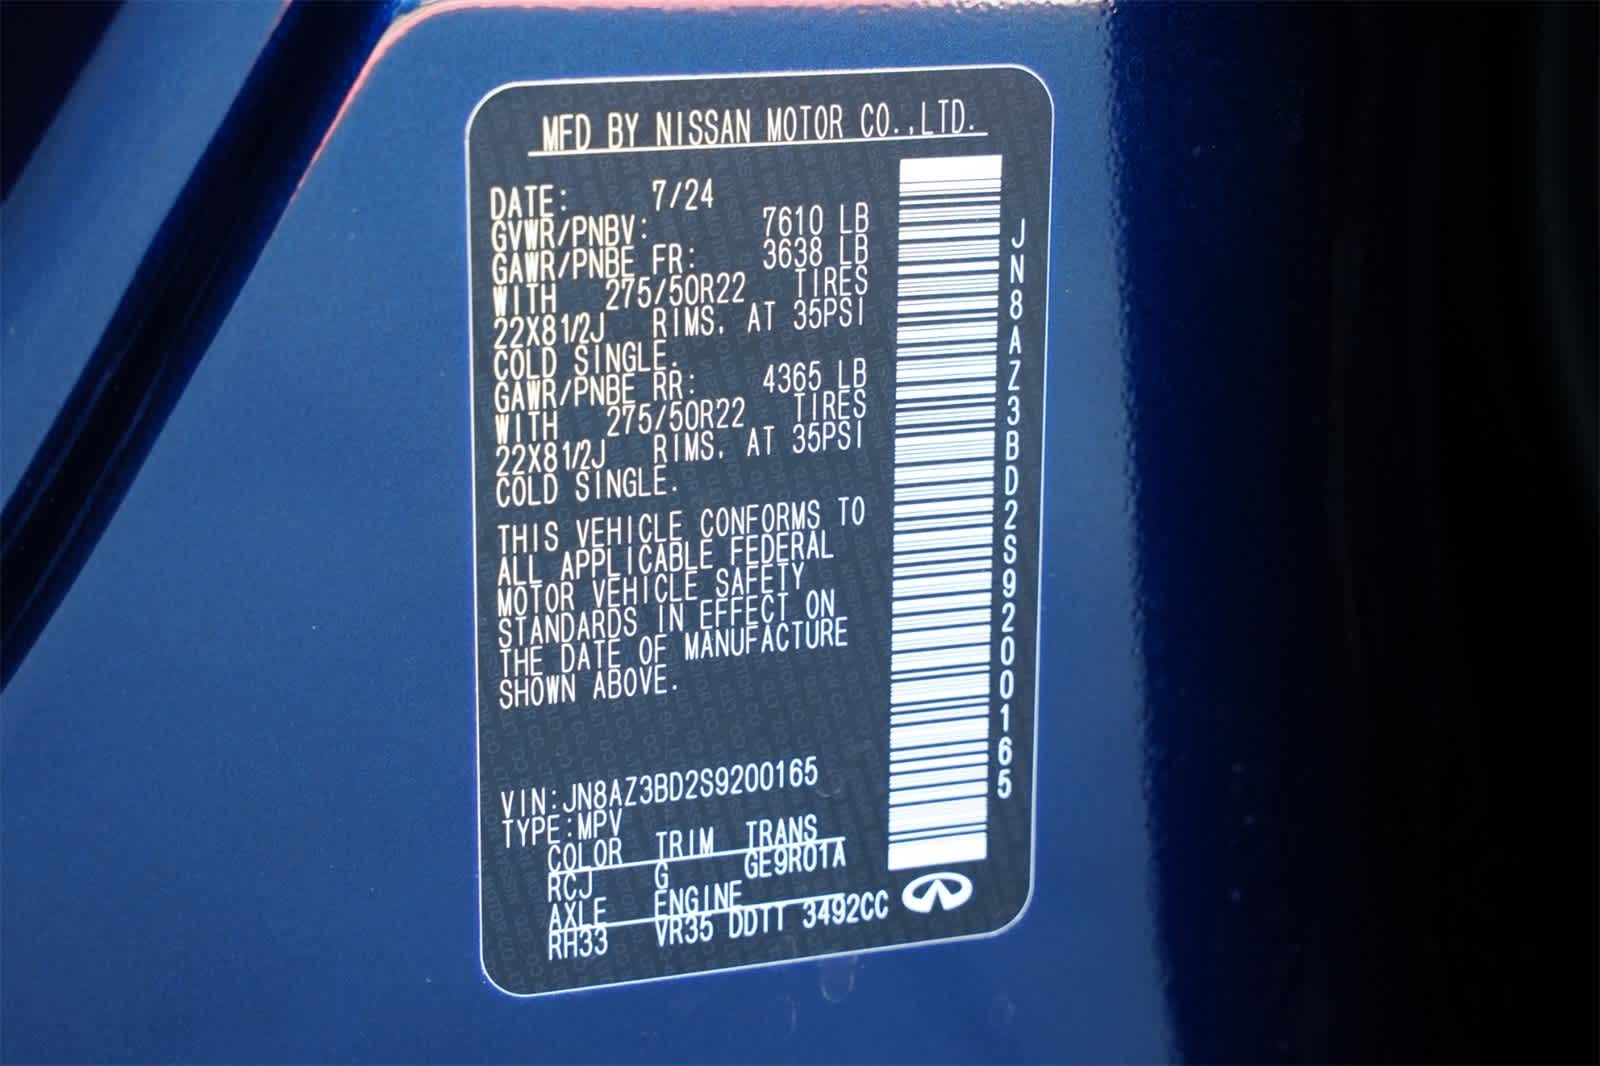 MFD BY NISSAN MOTOR CO.,LTD.
DATE: 7/24
GVWR/PNBV: 7610 LB
GAWR/PNBE FR: 3638 LB
WITH 275/50R22 TIRES
22X81/2J RIMS, AT 35PSI
COLD SINGLE.
GAWR/PNBE RR: 4365 LB
WITH 275/50R22 TIRES
22X81/2J RIMS, AT 35PSI
COLD SINGLE.
THIS VEHICLE CONFORMS TO
ALL APPLICABLE FEDERAL
MOTOR VEHICLE SAFETY
STANDARDS IN EFFECT ON
THE DATE OF MANUFACTURE
SHOWN ABOVE.
VIN:JN8AZ3BD2S9200165
TYPE:MPV
COLOR TRIM TRANS
RCJ G GE9R01A
AXLE ENGINE
RH33 VR35 DDTT 3492CC
JN8AZ3BD2S9200165